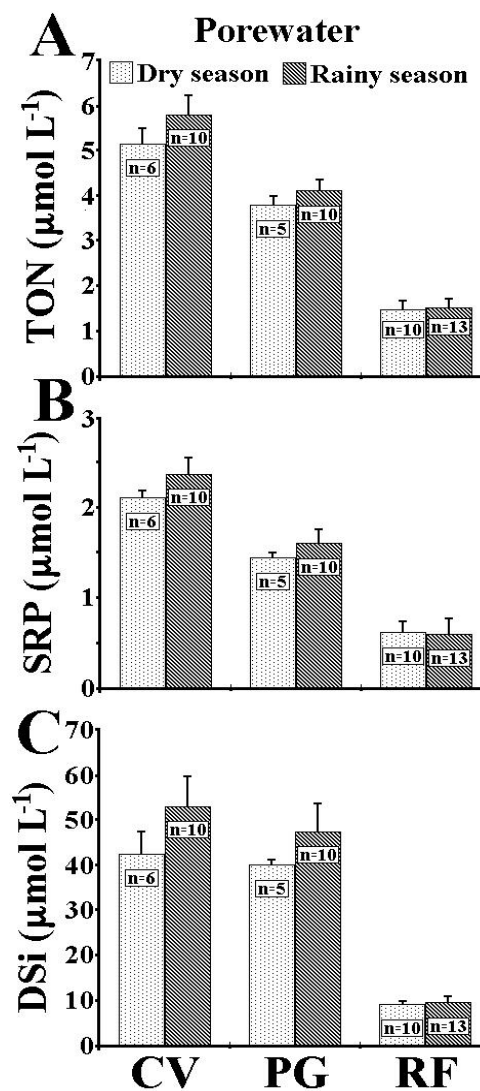 A Porewater
Dry season Rainy season
TON (µmol L-1)
7
6
5
4
3
2
1
0
n=6
n=10
n=5
n=10
n=10
n=13
B
SRP (µmol L-1)
3
2
1
0
n=6
n=10
n=5
n=10
n=10
n=13
C
DSi (µmol L-1)
70
60
50
40
30
20
10
0
n=6
n=10
n=5
n=10
n=10
n=13
CV PG RF